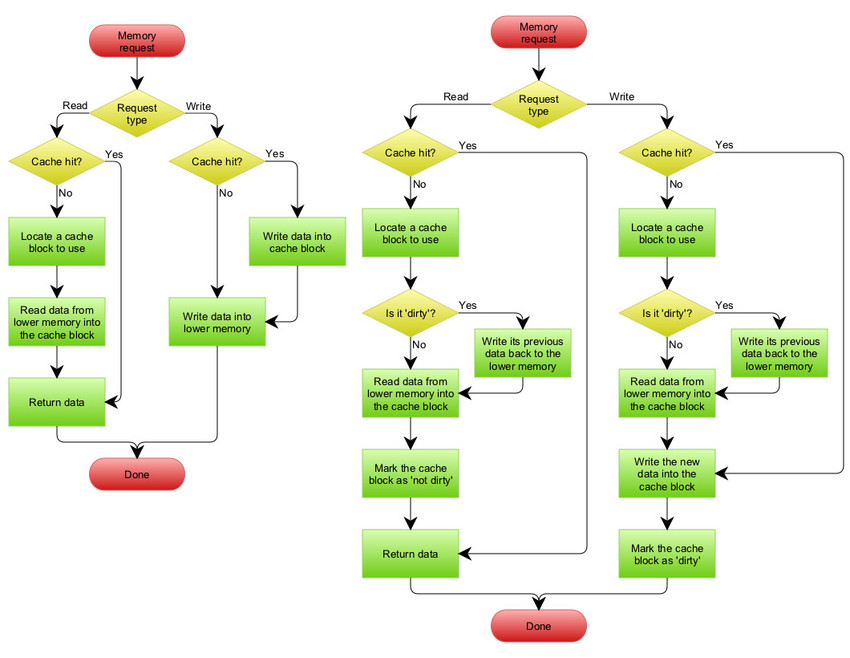 Memory
request
Request
type
Read
Write
Cache hit?
Yes
No
Cache hit?
Yes
No
Locate a cache
block to use
Write data into
cache block
Read data from
lower memory into
the cache block
Write data into
lower memory
Return data
Done
Memory
request
Request
type
Read
Write
Cache hit?
Yes
No
Locate a cache
block to use
Is it 'dirty'?
Yes
No
Write its previous
data back to the
lower memory
Read data from
lower memory into
the cache block
Mark the cache
block as 'not dirty'
Return data
Cache hit?
Yes
No
Locate a cache
block to use
Is it 'dirty'?
Yes
No
Write its previous
data back to the
lower memory
Read data from
lower memory into
the cache block
Write the new
data into the
cache block
Mark the cache
block as 'dirty'
Done